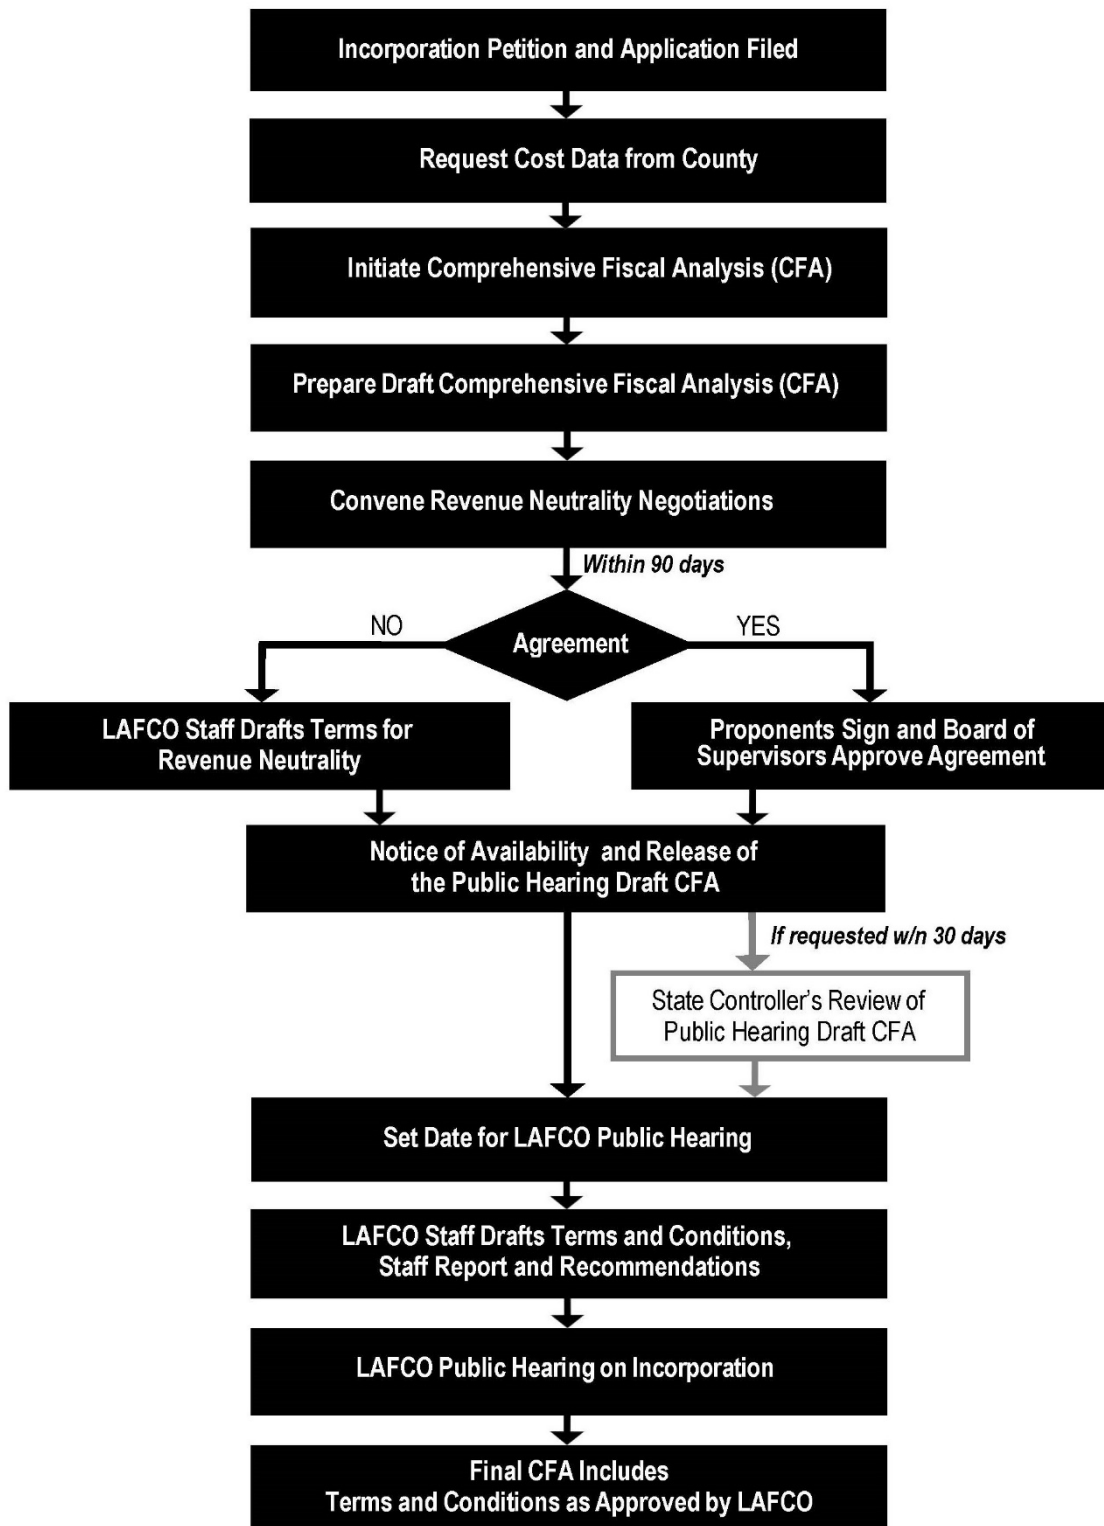 Incorporation Petition and Application Filed
Request Cost Data from County
Initiate Comprehensive Fiscal Analysis (CFA)
Prepare Draft Comprehensive Fiscal Analysis (CFA)
Convene Revenue Neutrality Negotiations
Within 90 days
NO
Agreement
YES
LAFCO Staff Drafts Terms for
Revenue Neutrality
Proponents Sign and Board of
Supervisors Approve Agreement
Notice of Availability and Release of
the Public Hearing Draft CFA
If requested w/n 30 days
State Controller's Review of
Public Hearing Draft CFA
Set Date for LAFCO Public Hearing
LAFCO Staff Drafts Terms and Conditions,
Staff Report and Recommendations
LAFCO Public Hearing on Incorporation
Final CFA Includes
Terms and Conditions as Approved by LAFCO